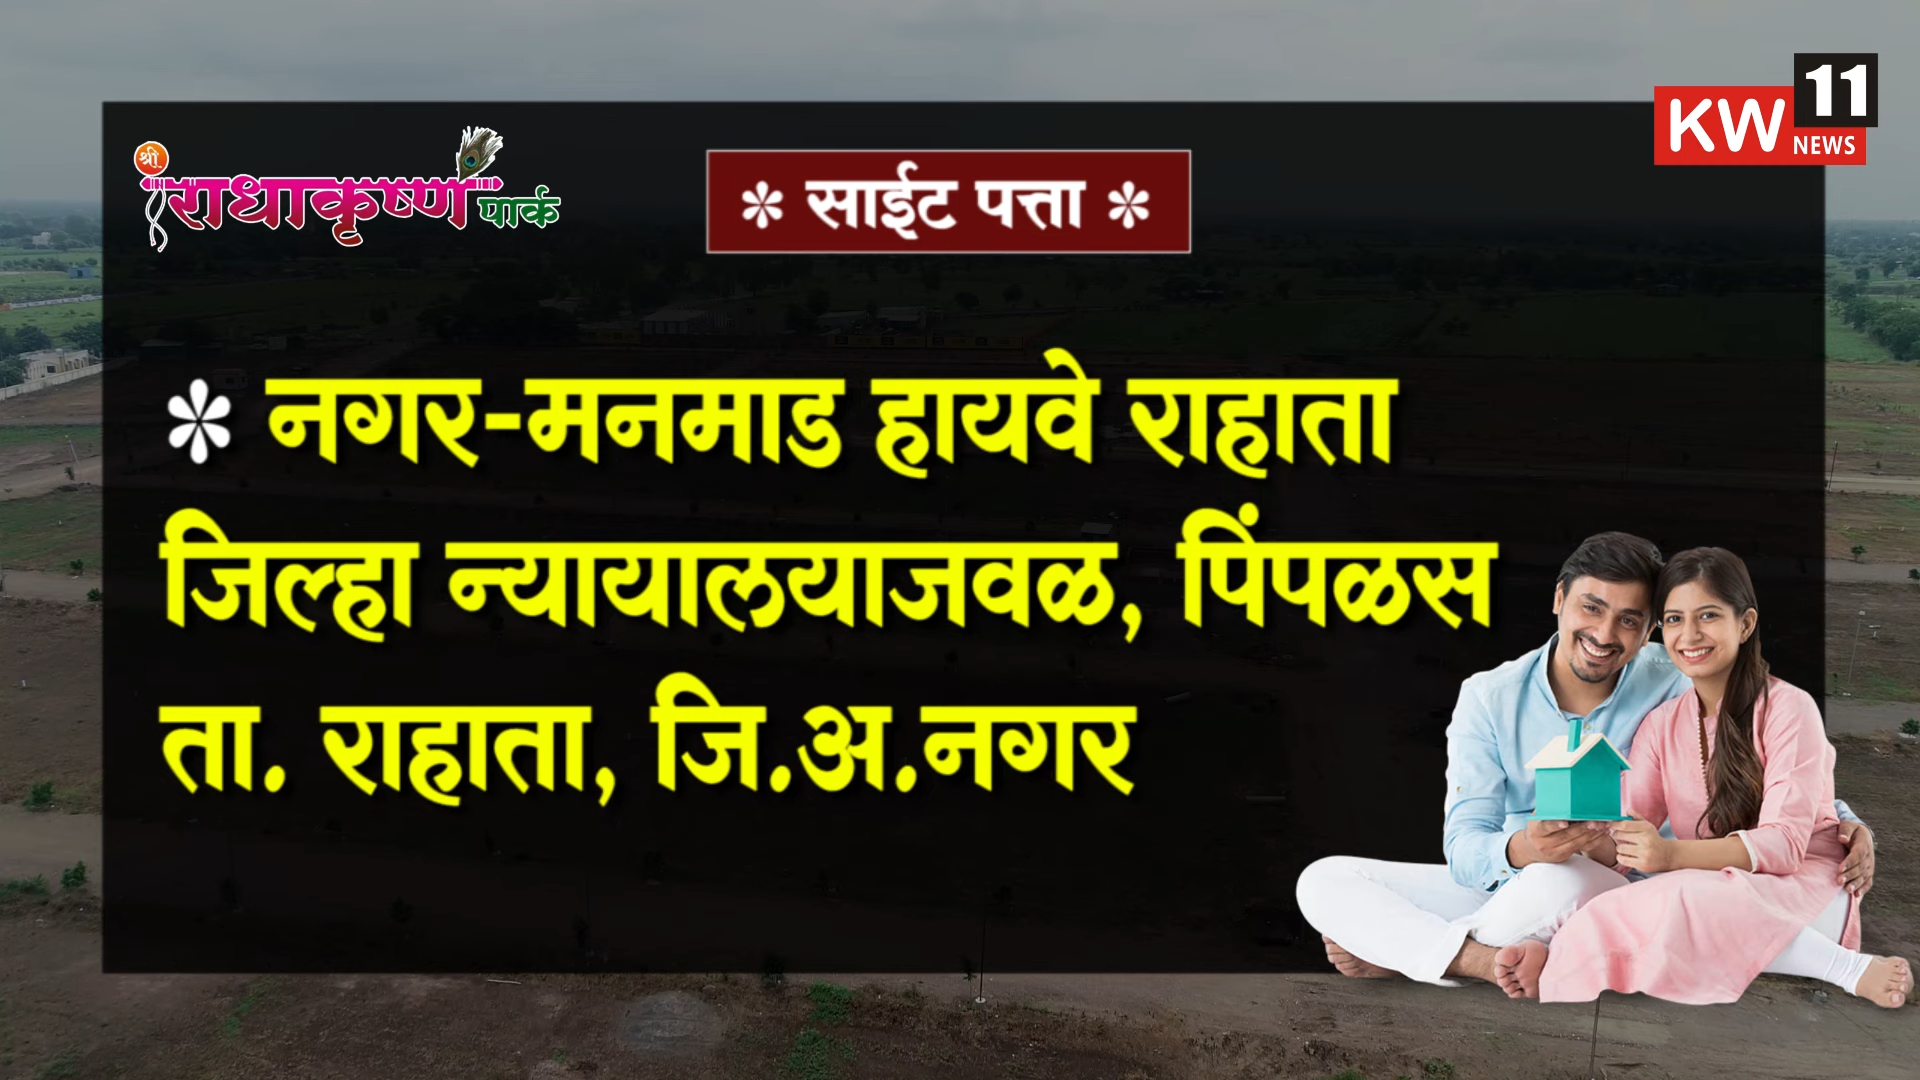 KW 11
NEWS
श्री
राधाकृष्ण पार्क
* साईट पत्ता *
* नगर-मनमाड हायवे राहाता
जिल्हा न्यायालयाजवळ, पिंपळस
ता. राहाता, जि.अ.नगर